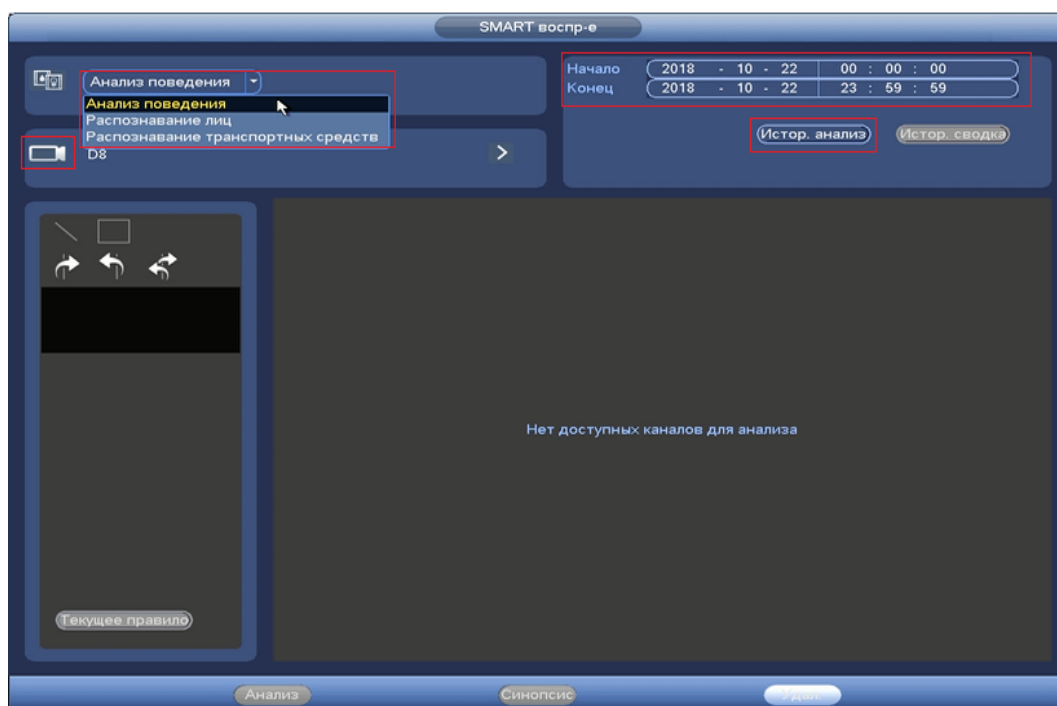 SMART воспр-е
Анализ поведения
Анализ поведения
Распознавание лиц
Распознавание транспортных средств
D8
Начало 2018 - 10 - 22 00 : 00 : 00
Конец 2018 - 10 - 22 23 : 59 : 59
Истор. анализ Истор. сводка
Нет доступных каналов для анализа
Текущее правило
Анализ Синопсис Удал.